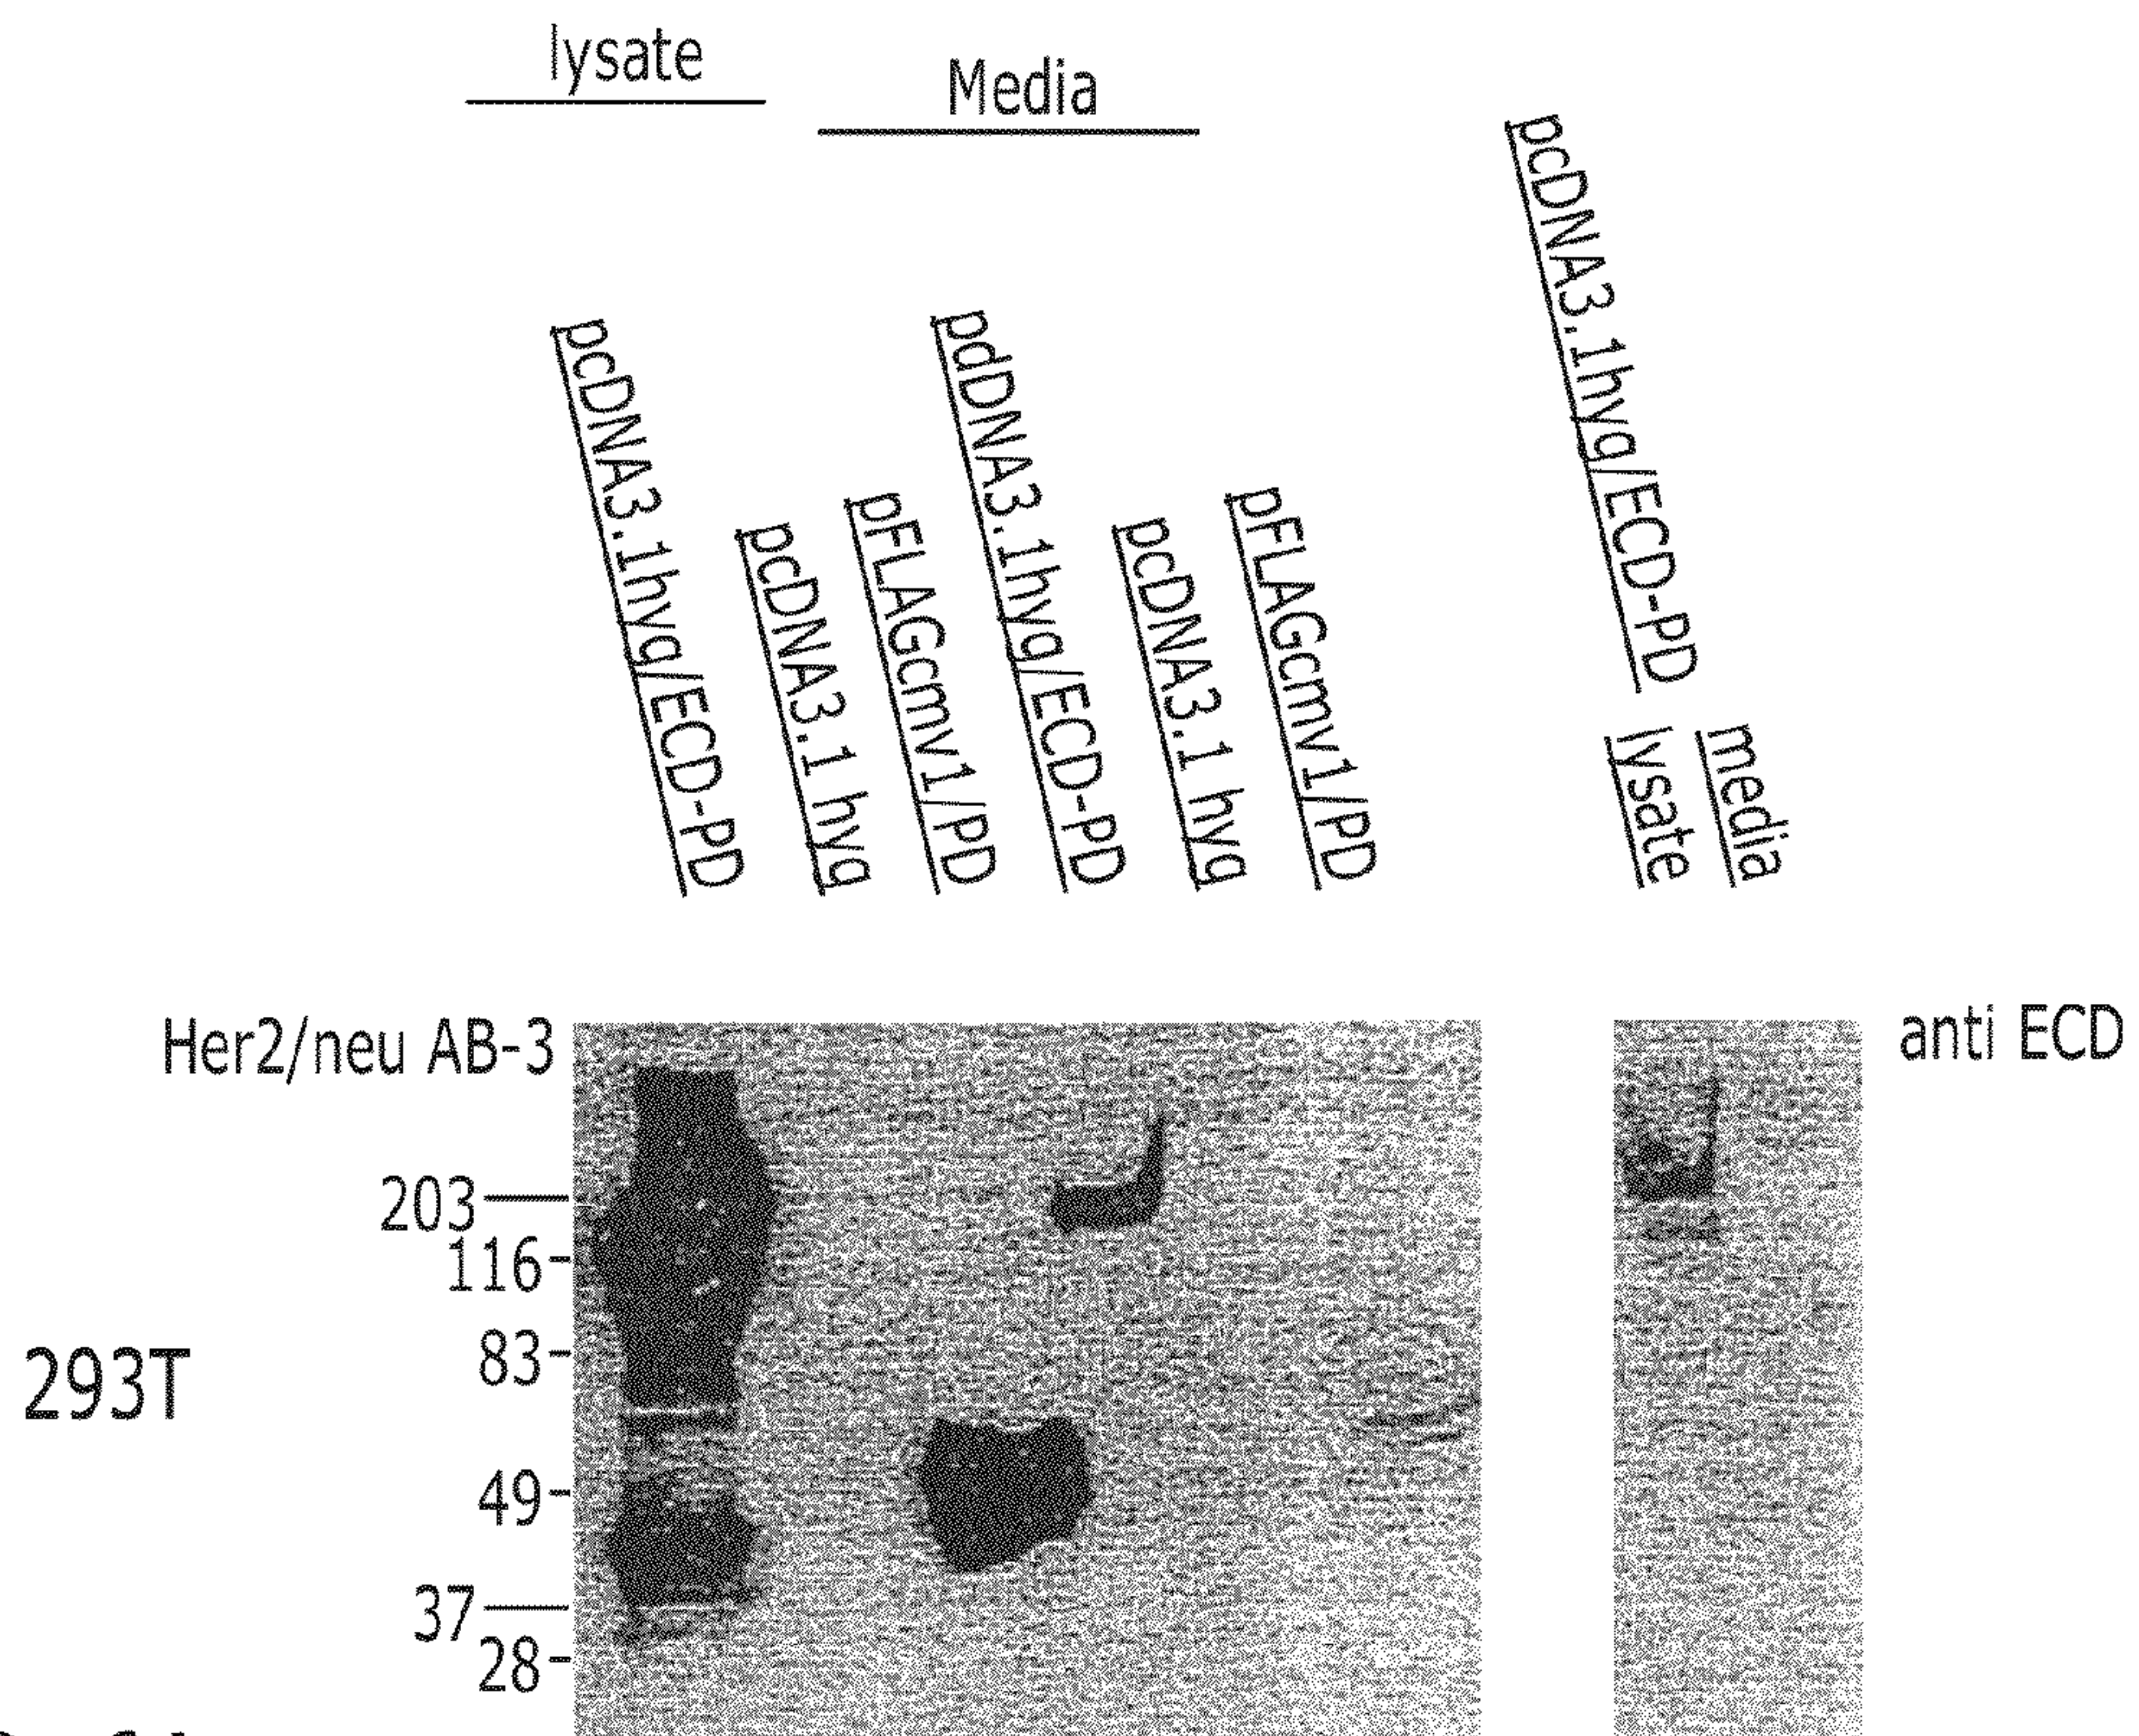 lysate
Media
pcDNA3.1hyg/ECD-PD
pcDNA3.1 hyg
pFLAGcmv1/PD
pdDNA3.1hyg/ECD-PD
pcDNA3.1 hyg
pFLAGcmv1/PD
pcDNA3.1hyg/ECD-PD
lysate
media
Her2/neu AB-3
anti ECD
203
116
83
293T
49
37
28